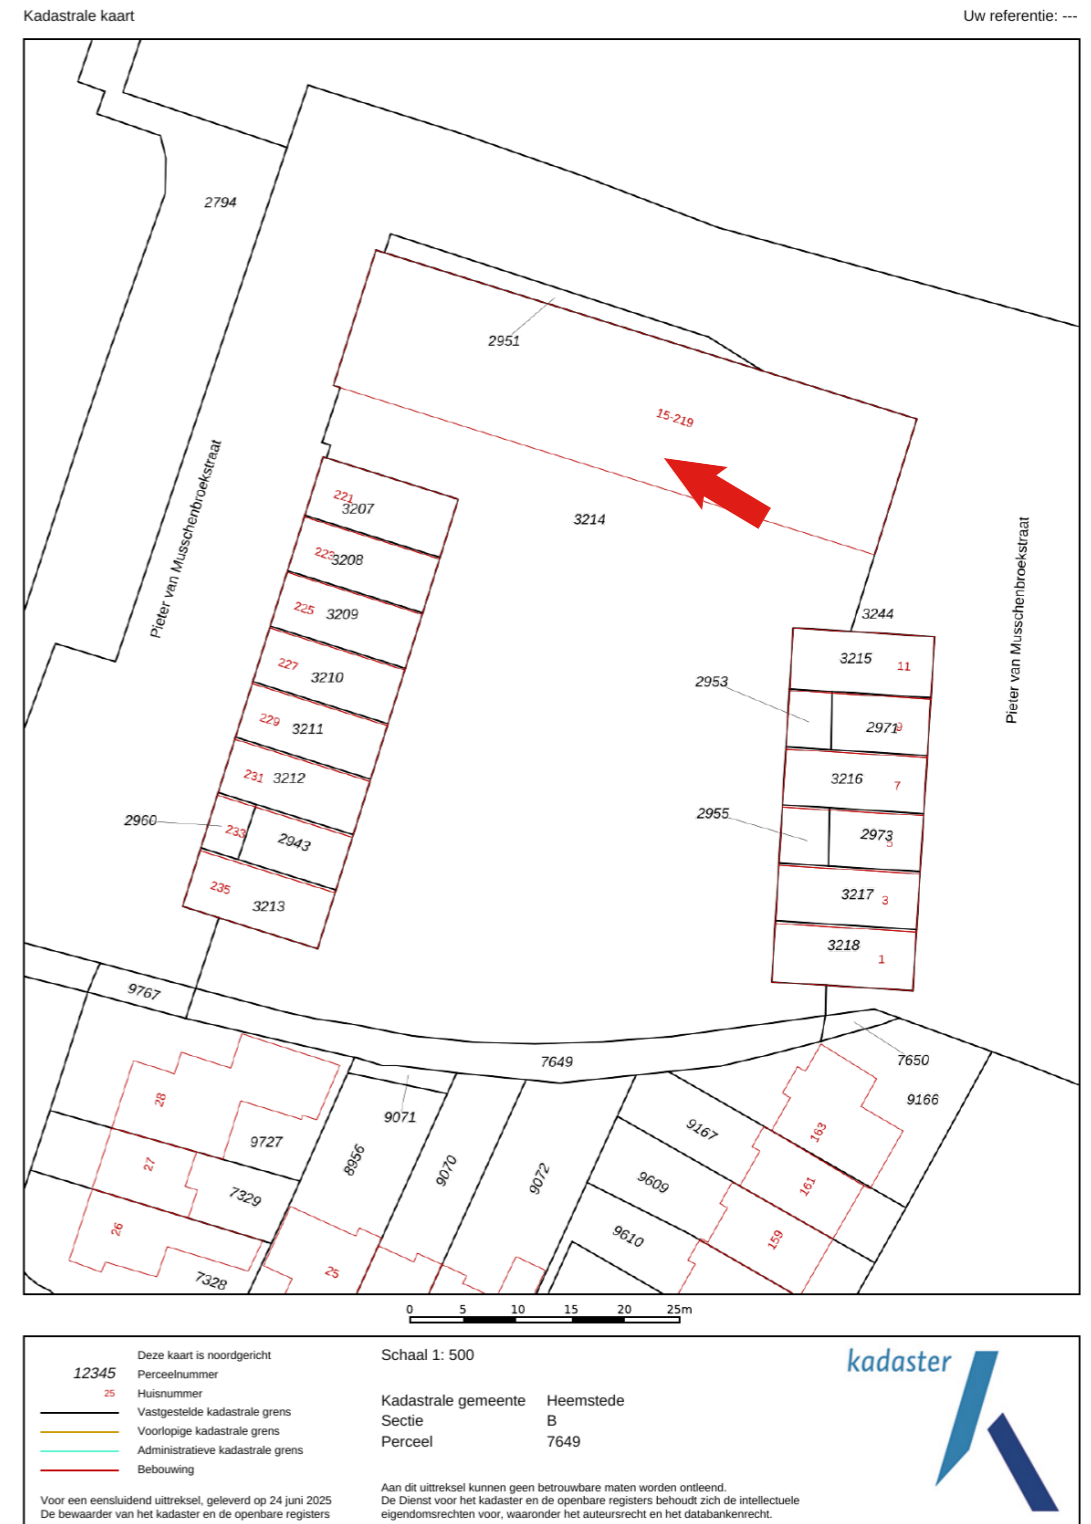 Kadastrale kaart
Uw referentie: ---
2794
2951
15-219
Pieter van Musschenbroekstraat
221
3207
3214
223
3208
Pieter van Musschenbroekstraat
225
3209
3244
227
3210
3215
11
2953
229
3211
2971
9
231
3212
3216
7
2960
233
2943
2955
2973
5
235
3213
3217
3
3218
1
9767
7649
7650
28
9071
9166
9727
8956
9070
9072
9167
163
27
7329
9609
161
26
9610
159
7328
25
0 5 10 15 20 25m
Deze kaart is noordgericht
12345 Perceelnummer
25 Huisnummer
Vastgestelde kadastrale grens
Voorlopige kadastrale grens
Administratieve kadastrale grens
Bebouwing
Voor een eensluidend uittreksel, geleverd op 24 juni 2025
De bewaarder van het kadaster en de openbare registers
Schaal 1: 500
Kadastrale gemeente Heemstede
Sectie B
Perceel 7649
Aan dit uittreksel kunnen geen betrouwbare maten worden ontleend.
De Dienst voor het kadaster en de openbare registers behoudt zich de intellectuele
eigendomsrechten voor, waaronder het auteursrecht en het databankenrecht.
kadaster